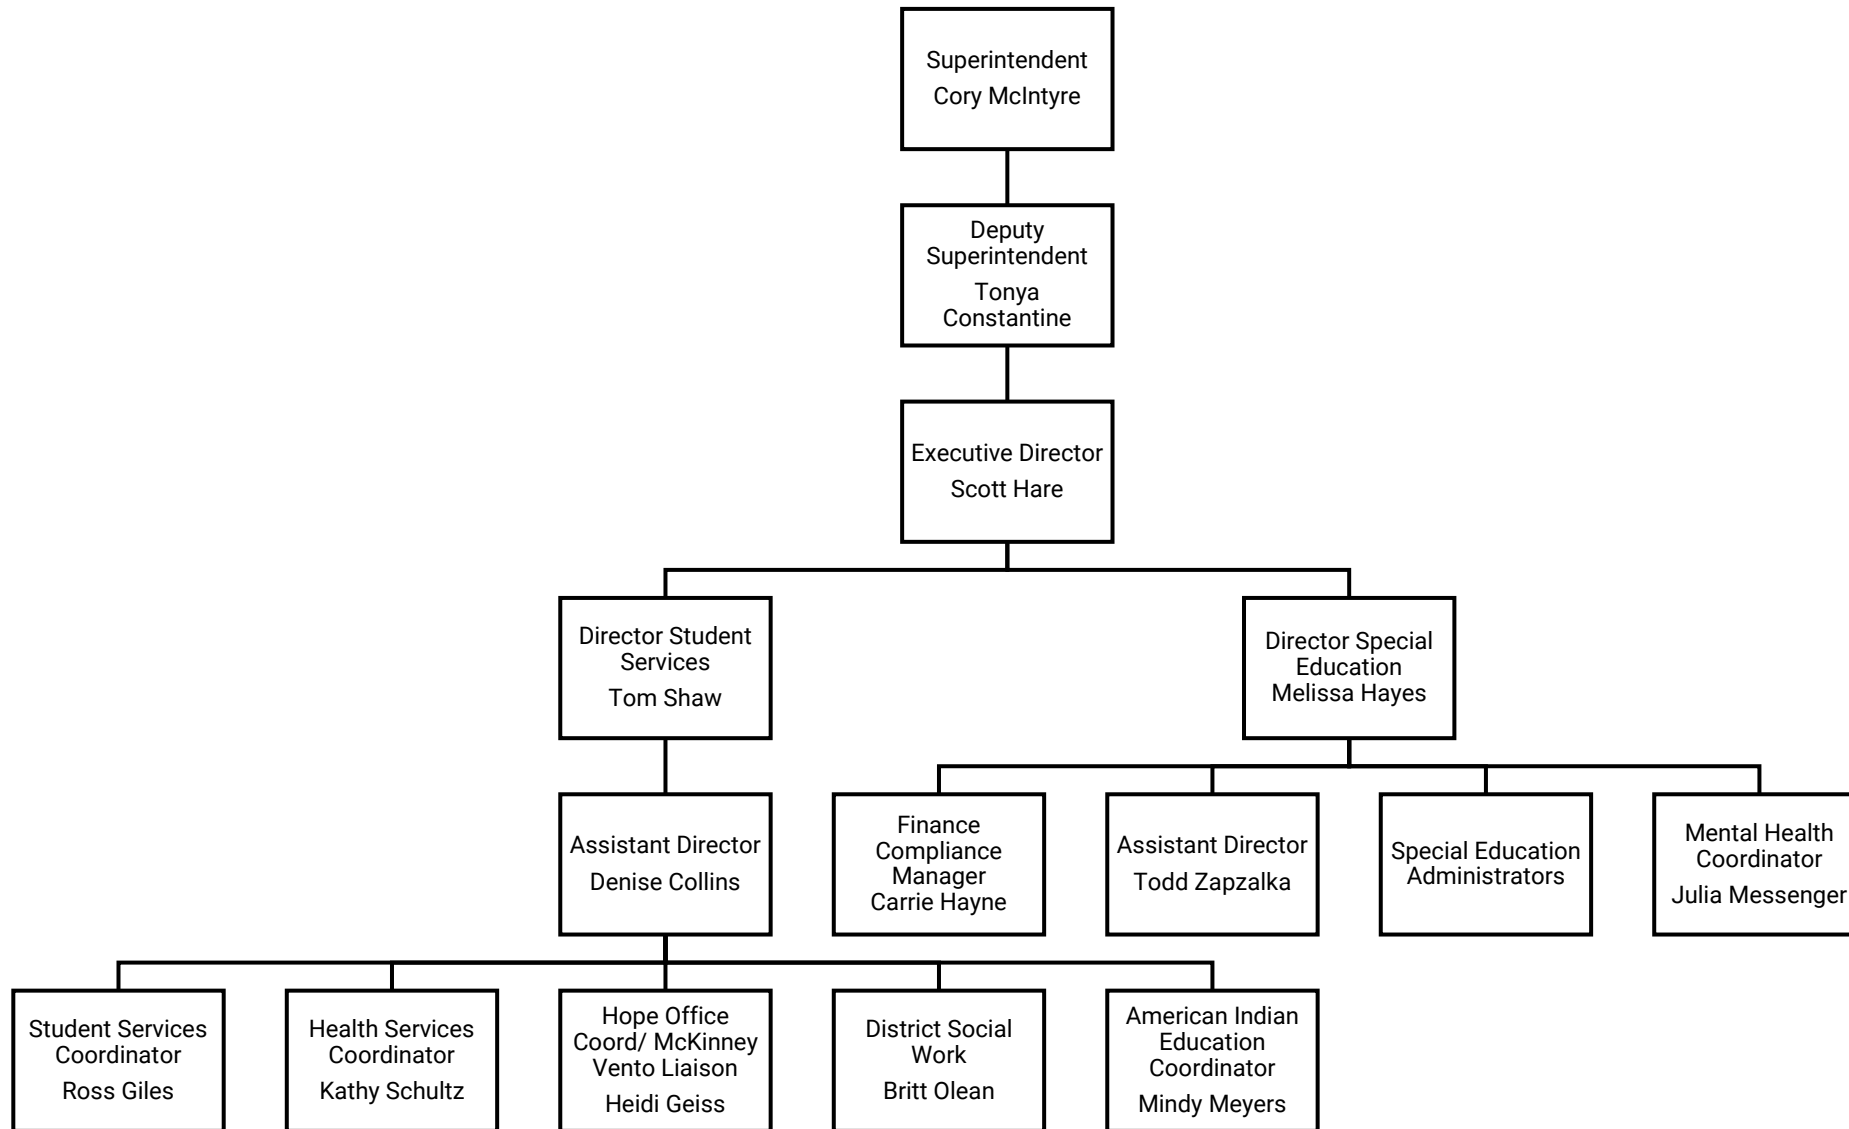 Superintendent
Cory McIntyre
Deputy
Superintendent
Tonya
Constantine
Executive Director
Scott Hare
Director Student
Services
Tom Shaw
Director Special
Education
Melissa Hayes
Assistant Director
Denise Collins
Finance
Compliance
Manager
Carrie Hayne
Assistant Director
Todd Zapzalka
Special Education
Administrators
Mental Health
Coordinator
Julia Messenger
Student Services
Coordinator
Ross Giles
Health Services
Coordinator
Kathy Schultz
Hope Office
Coord/ McKinney
Vento Liaison
Heidi Geiss
District Social
Work
Britt Olean
American Indian
Education
Coordinator
Mindy Meyers